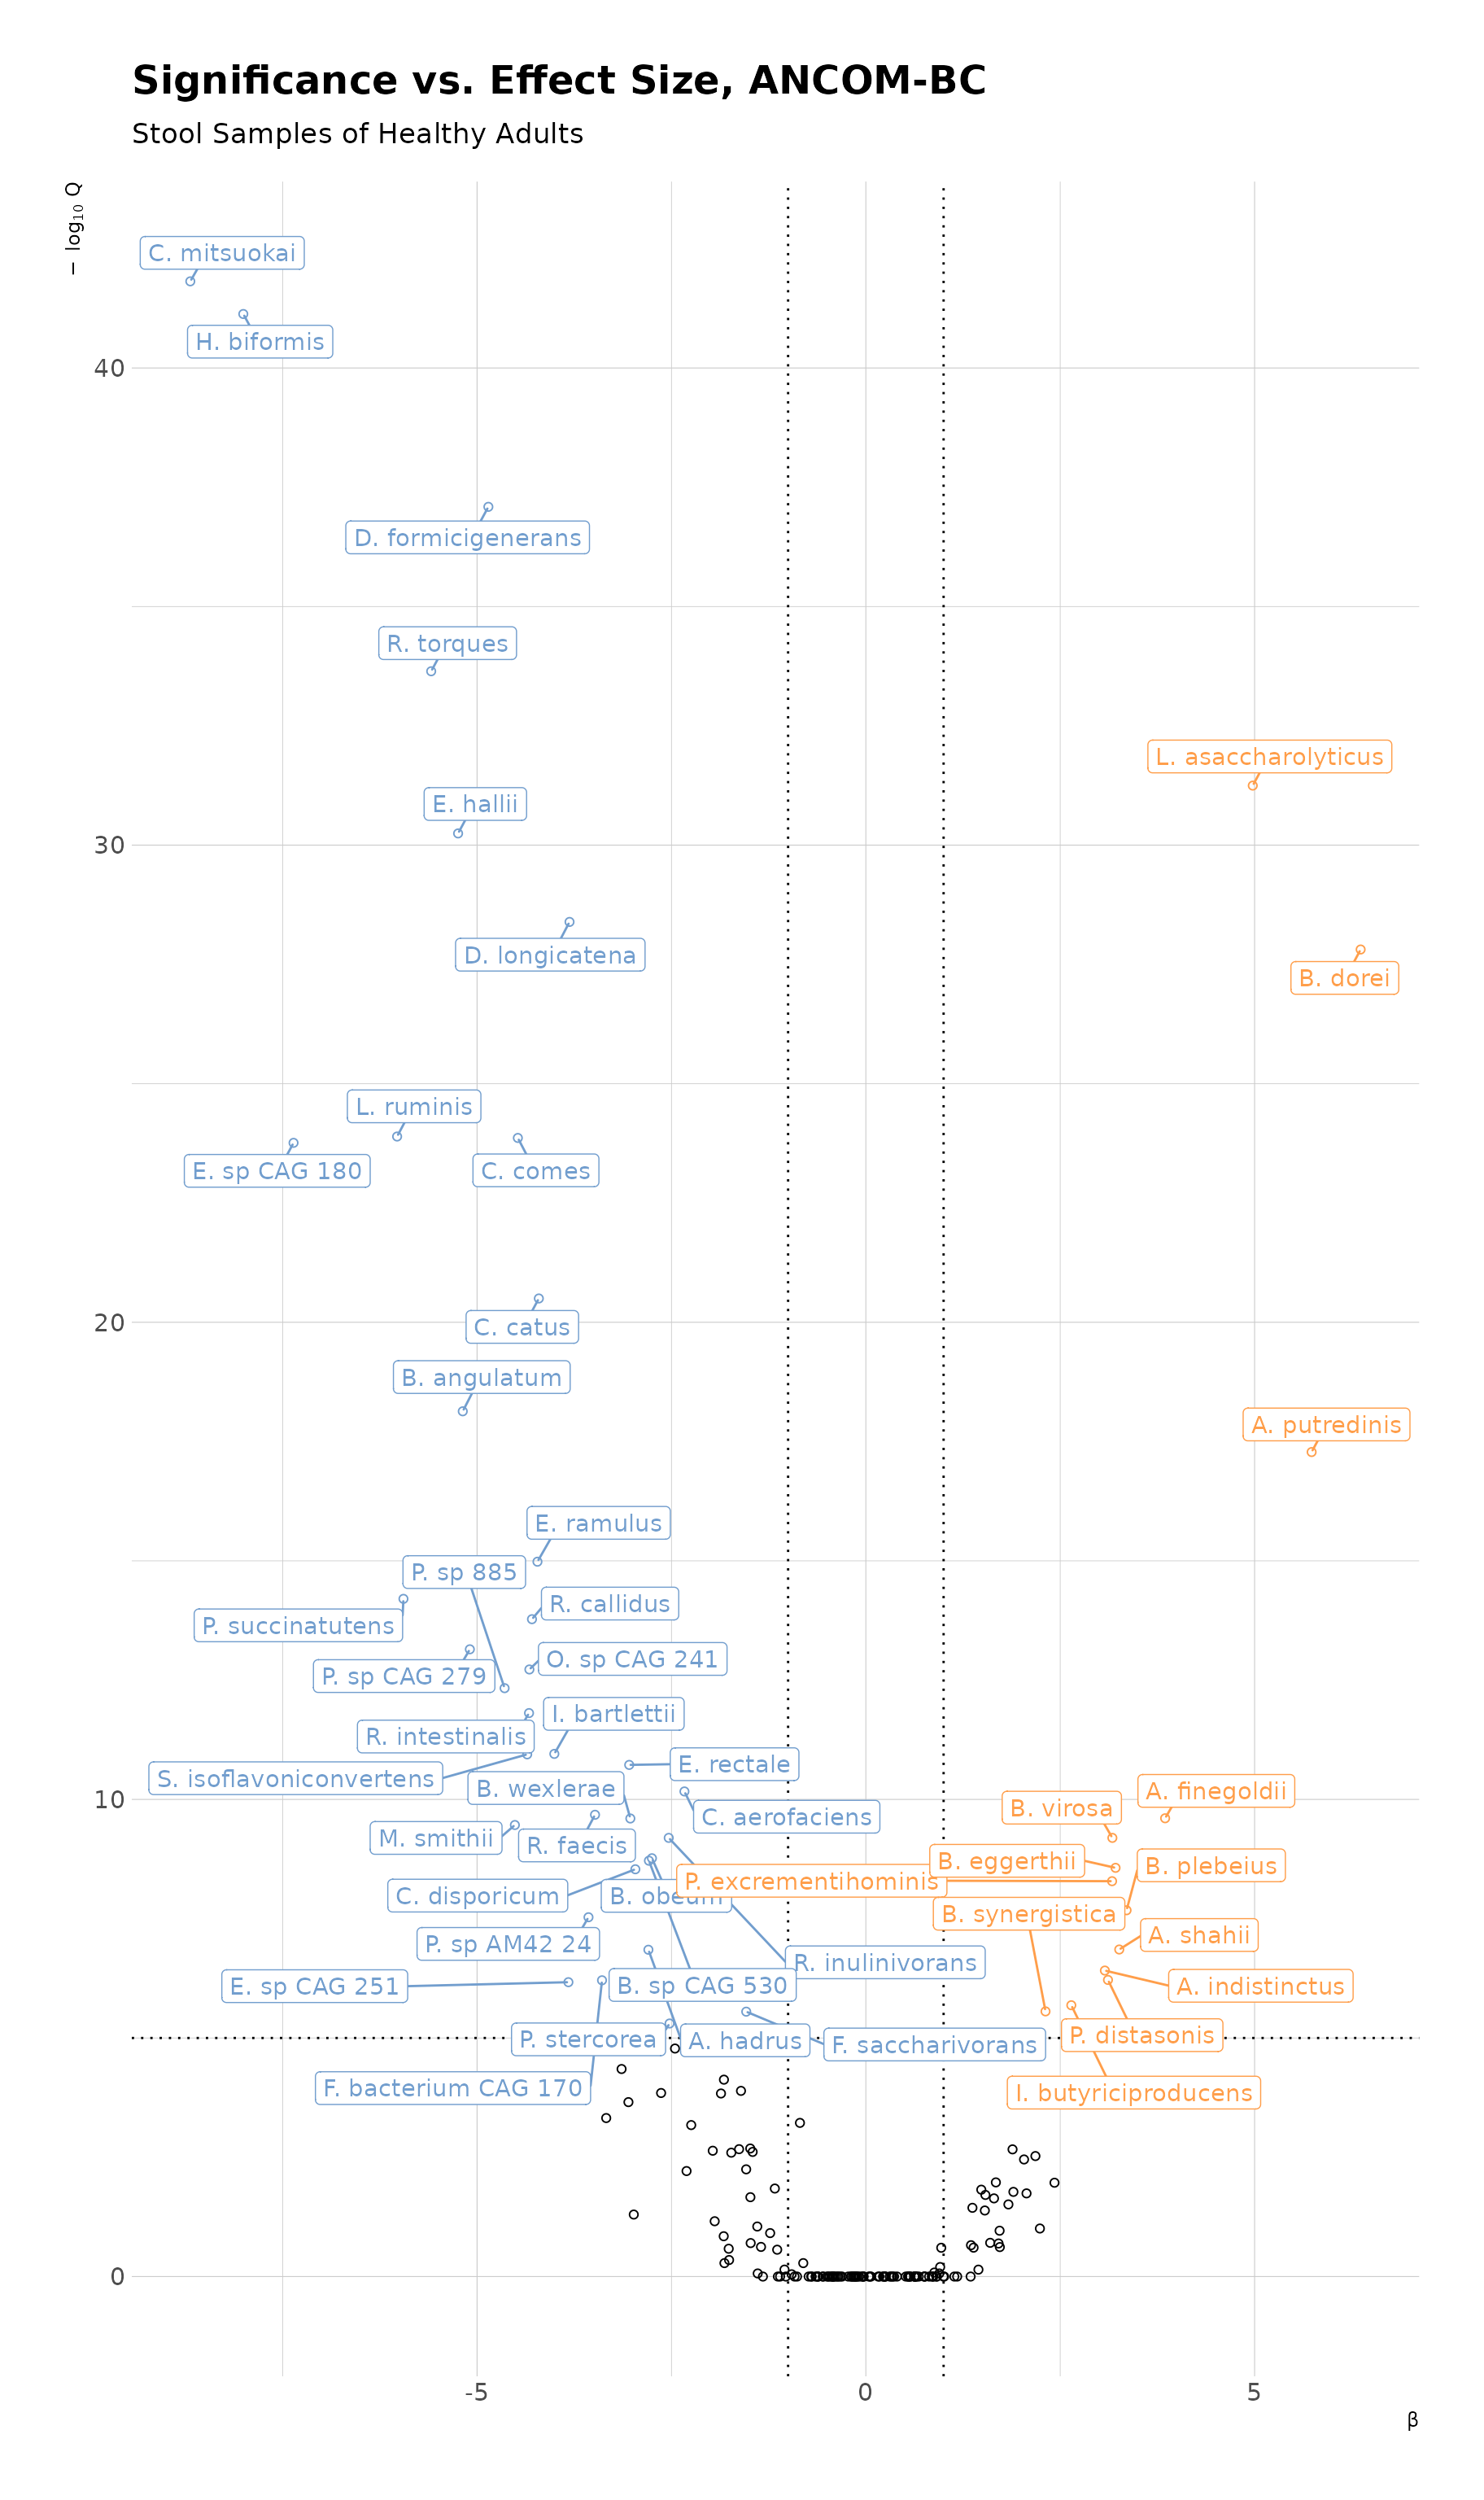 Significance vs. Effect Size, ANCOM-BC
Stool Samples of Healthy Adults
− log10 Q
C. mitsuokai
H. biformis
40
D. formicigenerans
R. torques
L. asaccharolyticus
E. hallii
30
D. longicatena
B. dorei
L. ruminis
E. sp CAG 180
C. comes
20
C. catus
B. angulatum
A. putredinis
E. ramulus
P. sp 885
R. callidus
P. succinatutens
O. sp CAG 241
P. sp CAG 279
I. bartlettii
R. intestinalis
E. rectale
S. isoflavoniconvertens
B. wexlerae
A. finegoldii
10
B. virosa
C. aerofaciens
M. smithii
R. faecis
B. eggerthii
B. plebeius
P. excrementihominis
C. disporicum
B. obeum
B. synergistica
A. shahii
P. sp AM42 24
R. inulinivorans
E. sp CAG 251
B. sp CAG 530
A. indistinctus
P. distasonis
P. stercorea
A. hadrus
F. saccharivorans
F. bacterium CAG 170
I. butyriciproducens
0
-5
0
5
β